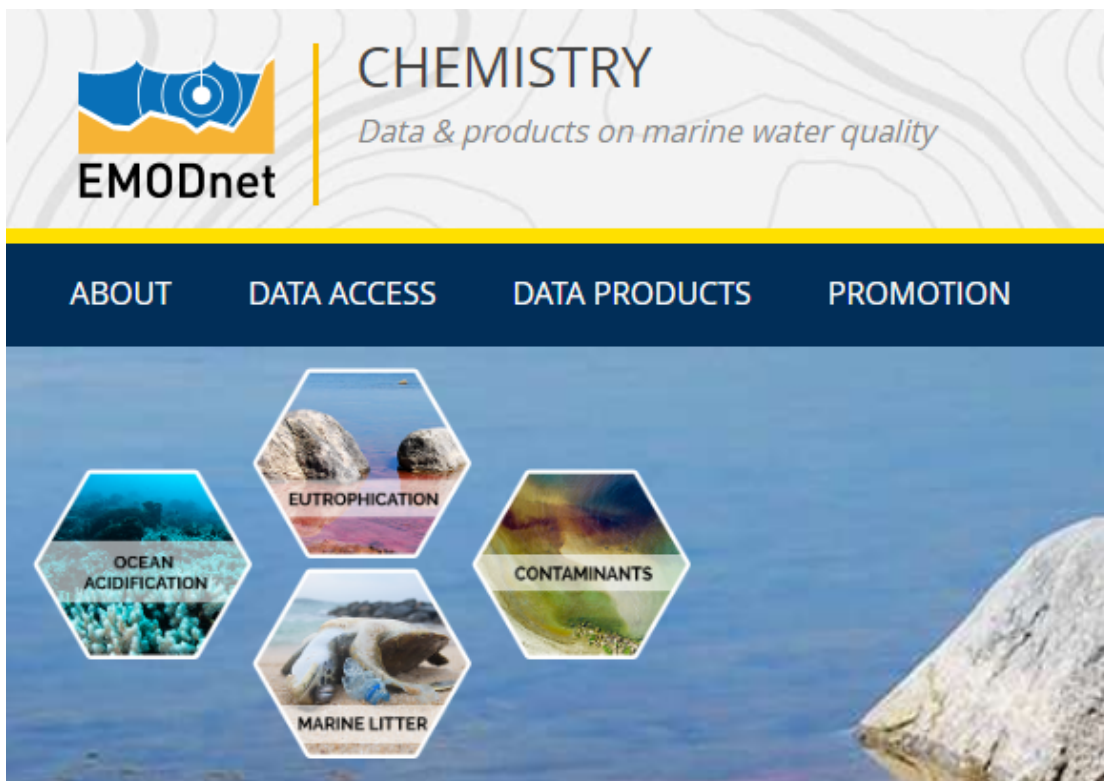 CHEMISTRY
Data & products on marine water quality
EMODnet
ABOUT DATA ACCESS DATA PRODUCTS PROMOTION
EUTROPHICATION
OCEAN
ACIDIFICATION
CONTAMINANTS
MARINE LITTER